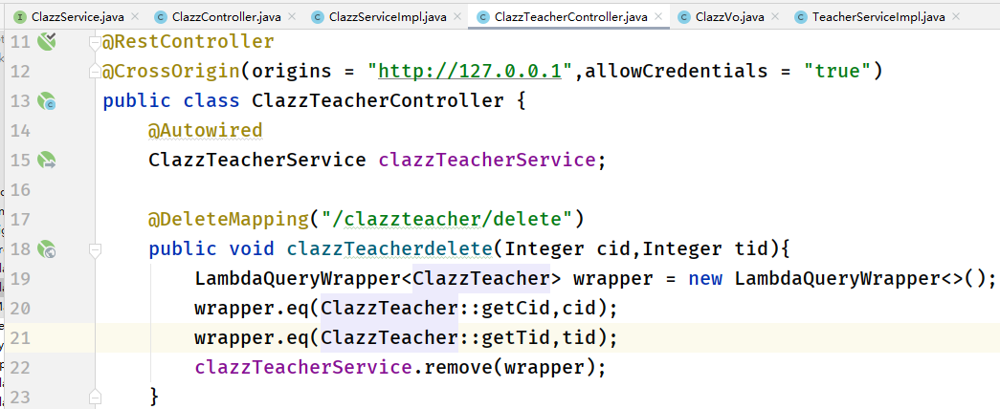 ClazzService.java ClazzController.java ClazzServiceImpl.java ClazzTeacherController.java ClazzVo.java TeacherServiceImpl.java
11 @RestController
12 @CrossOrigin(origins = "http://127.0.0.1",allowCredentials = "true")
13 public class ClazzTeacherController {
14 @Autowired
15 ClazzTeacherService clazzTeacherService;
16
17 @DeleteMapping("/clazzteacher/delete")
18 public void clazzTeacherdelete(Integer cid,Integer tid){
19 LambdaQueryWrapper<ClazzTeacher> wrapper = new LambdaQueryWrapper<>();
20 wrapper.eq(ClazzTeacher::getCid,cid);
21 wrapper.eq(ClazzTeacher::getTid,tid);
22 clazzTeacherService.remove(wrapper);
23 }